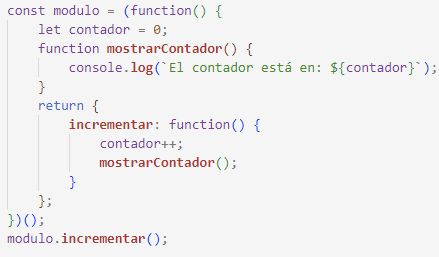 const modulo = (function() {
    let contador = 0;
    function mostrarContador() {
        console.log(`El contador está en: ${contador}`);
    }
    return {
        incrementar: function() {
            contador++;
            mostrarContador();
        }
    };
})();
modulo.incrementar();